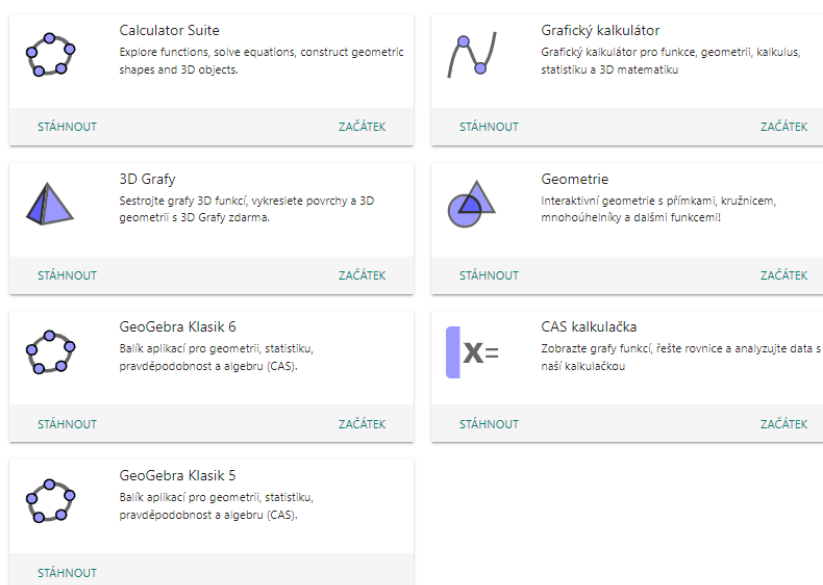 Calculator Suite
Explore functions, solve equations, construct geometric
shapes and 3D objects.
STÁHNOUT
ZAČÁTEK
Grafický kalkulátor
Grafický kalkulátor pro funkce, geometrii, kalkulus,
statistiku a 3D matematiku
STÁHNOUT
ZAČÁTEK
3D Grafy
Sestrojte grafy 3D funkcí, vykreslete povrchy a 3D
geometrii s 3D Grafy zdarma.
STÁHNOUT
ZAČÁTEK
Geometrie
Interaktivní geometrie s přímkami, kružnicem,
mnohoúhelníky a dalšími funkcemi!
STÁHNOUT
ZAČÁTEK
GeoGebra Klasik 6
Balík aplikací pro geometrii, statistiku,
pravděpodobnost a algebru (CAS).
STÁHNOUT
ZAČÁTEK
x=
CAS kalkulačka
Zobrazte grafy funkcí, řešte rovnice a analyzujte data s
naší kalkulačkou
STÁHNOUT
ZAČÁTEK
GeoGebra Klasik 5
Balík aplikací pro geometrii, statistiku,
pravděpodobnost a algebru (CAS).
STÁHNOUT